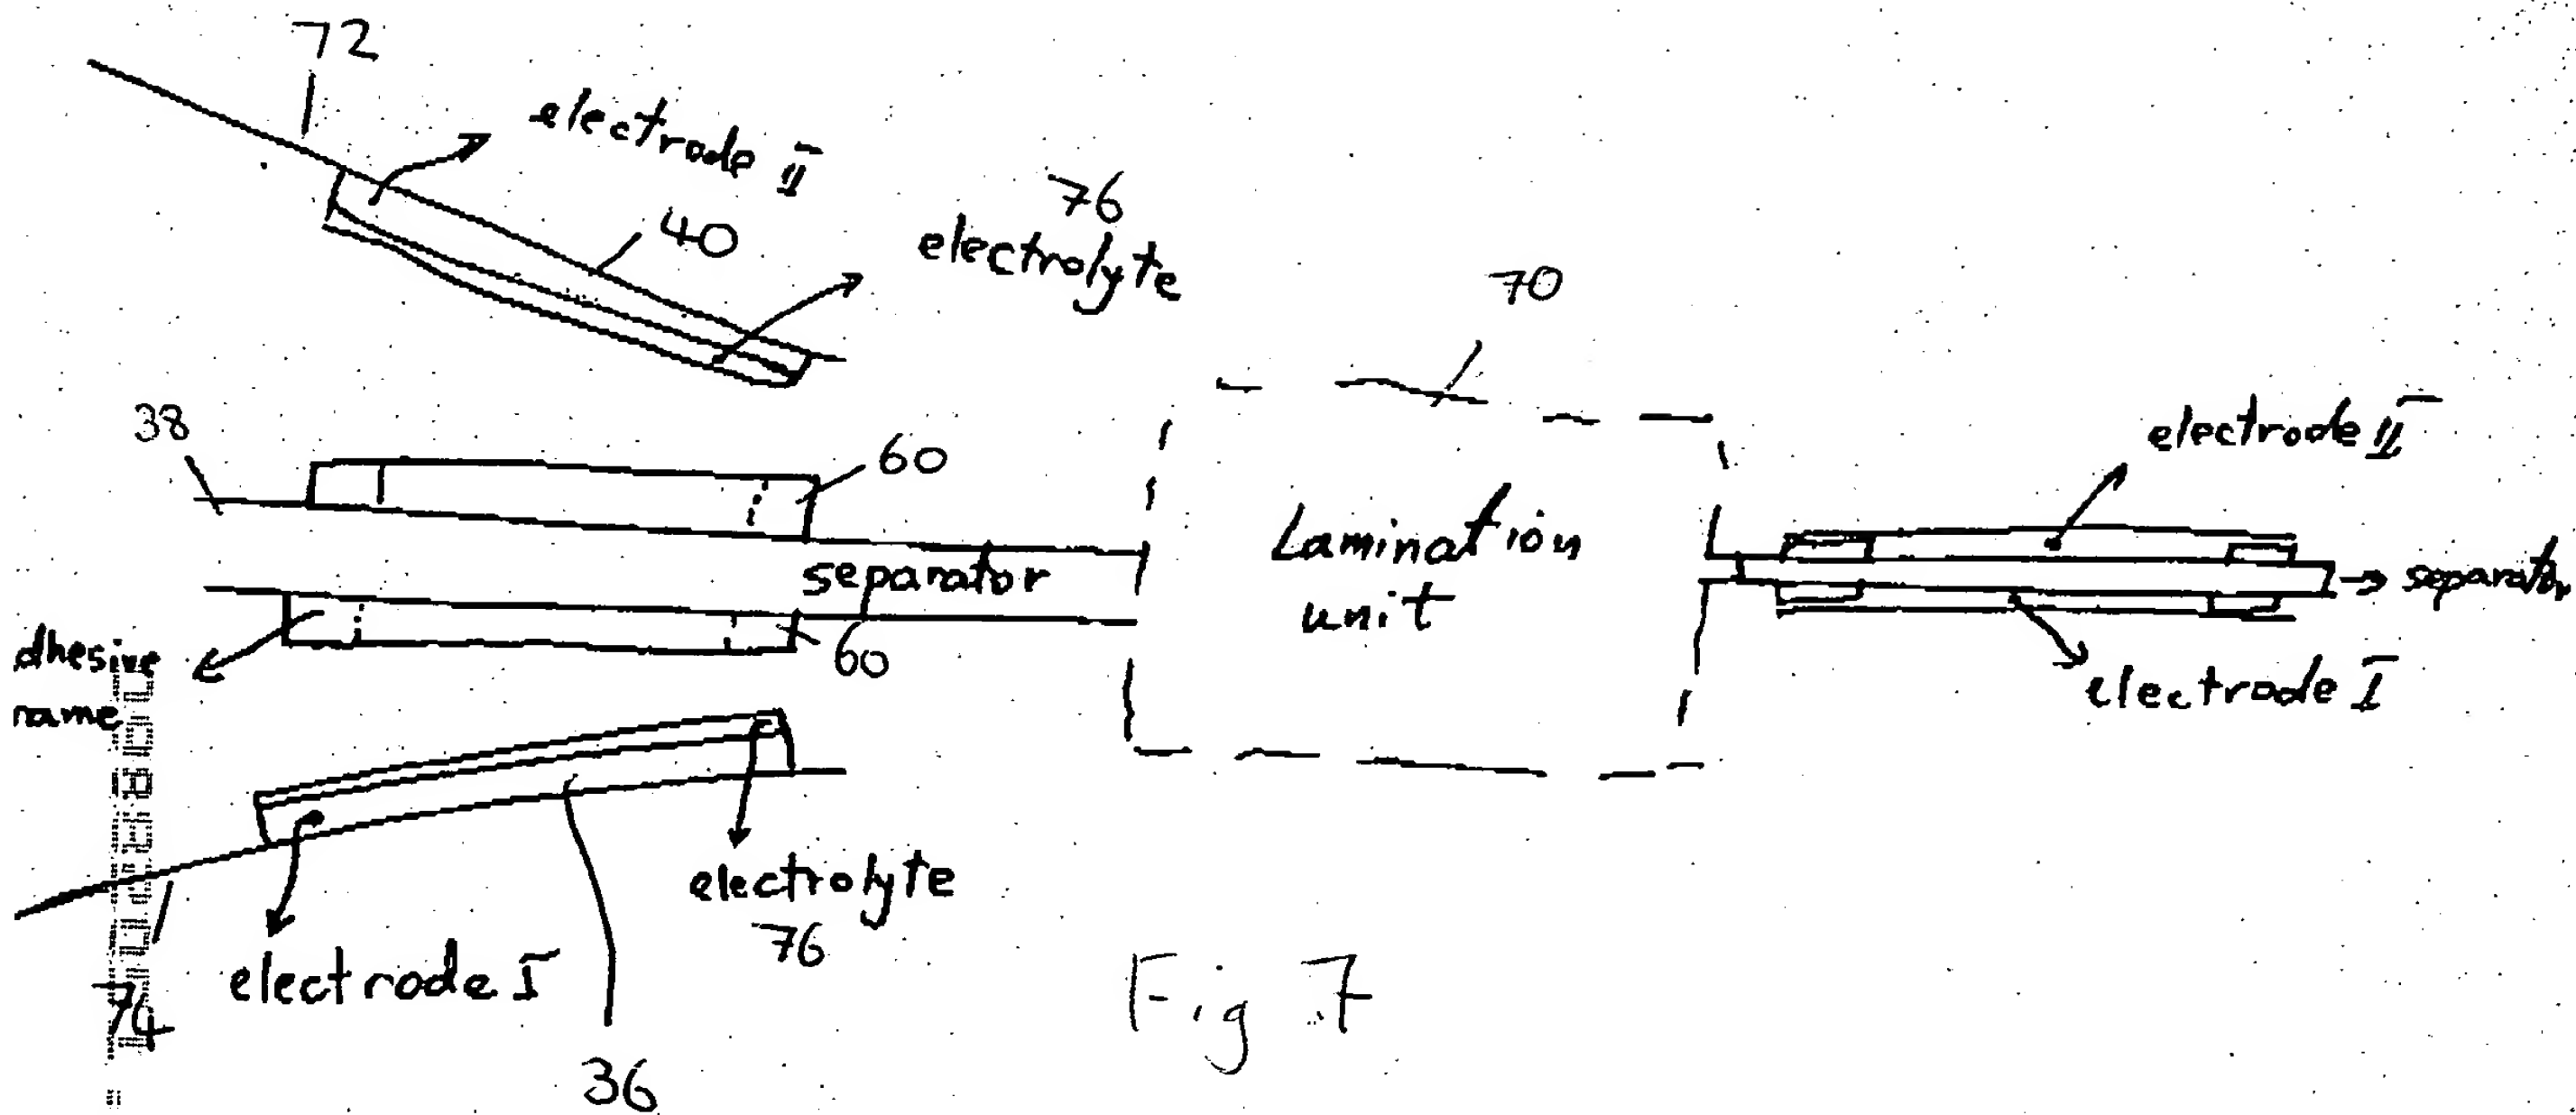 72
electrode II
40
76
electrolyte
70
38
60
separator
Lamination
unit
electrode II
separator
dhesive
rame
60
electrode I
electrolyte
76
electrode I
74
36
Fig 7